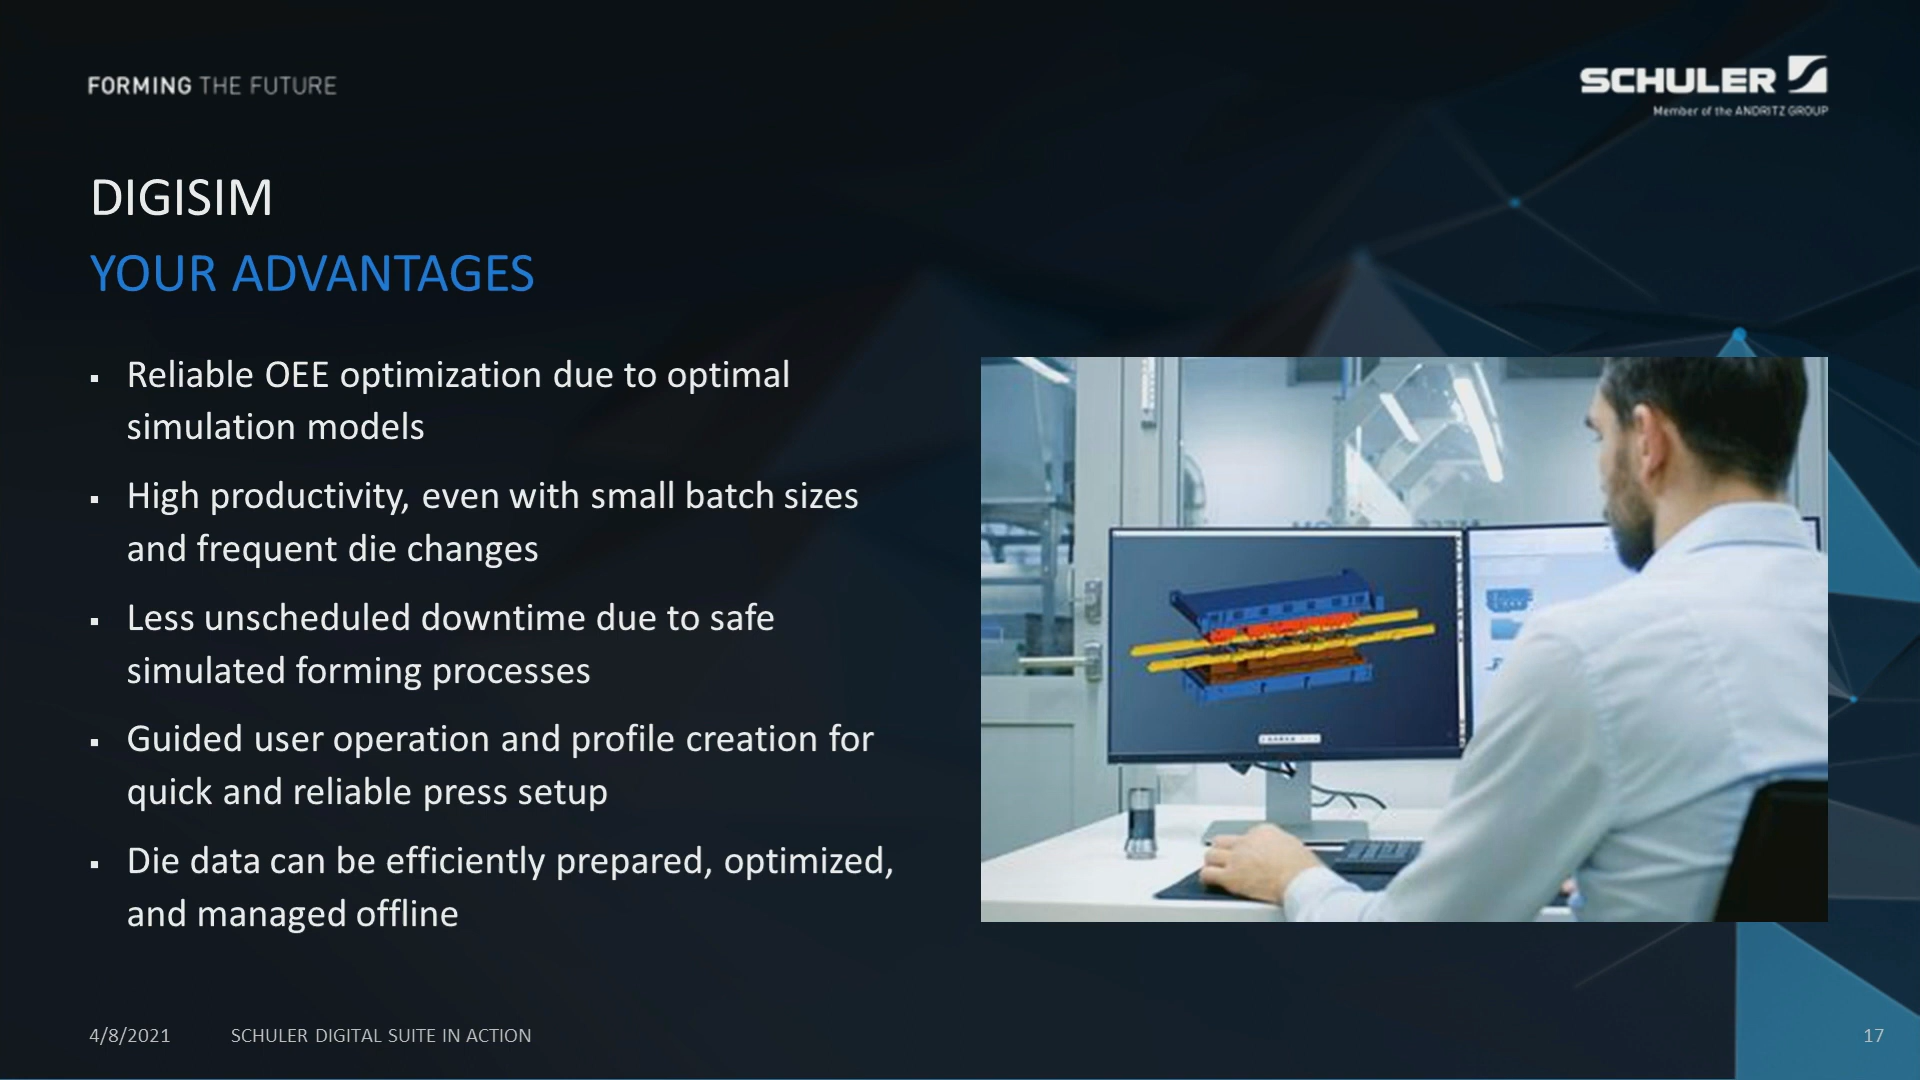 FORMING THE FUTURE
SCHULER
Member of the ANDRITZ GROUP
DIGISIM
YOUR ADVANTAGES
▪ Reliable OEE optimization due to optimal
simulation models
▪ High productivity, even with small batch sizes
and frequent die changes
▪ Less unscheduled downtime due to safe
simulated forming processes
▪ Guided user operation and profile creation for
quick and reliable press setup
▪ Die data can be efficiently prepared, optimized,
and managed offline
4/8/2021 SCHULER DIGITAL SUITE IN ACTION 17